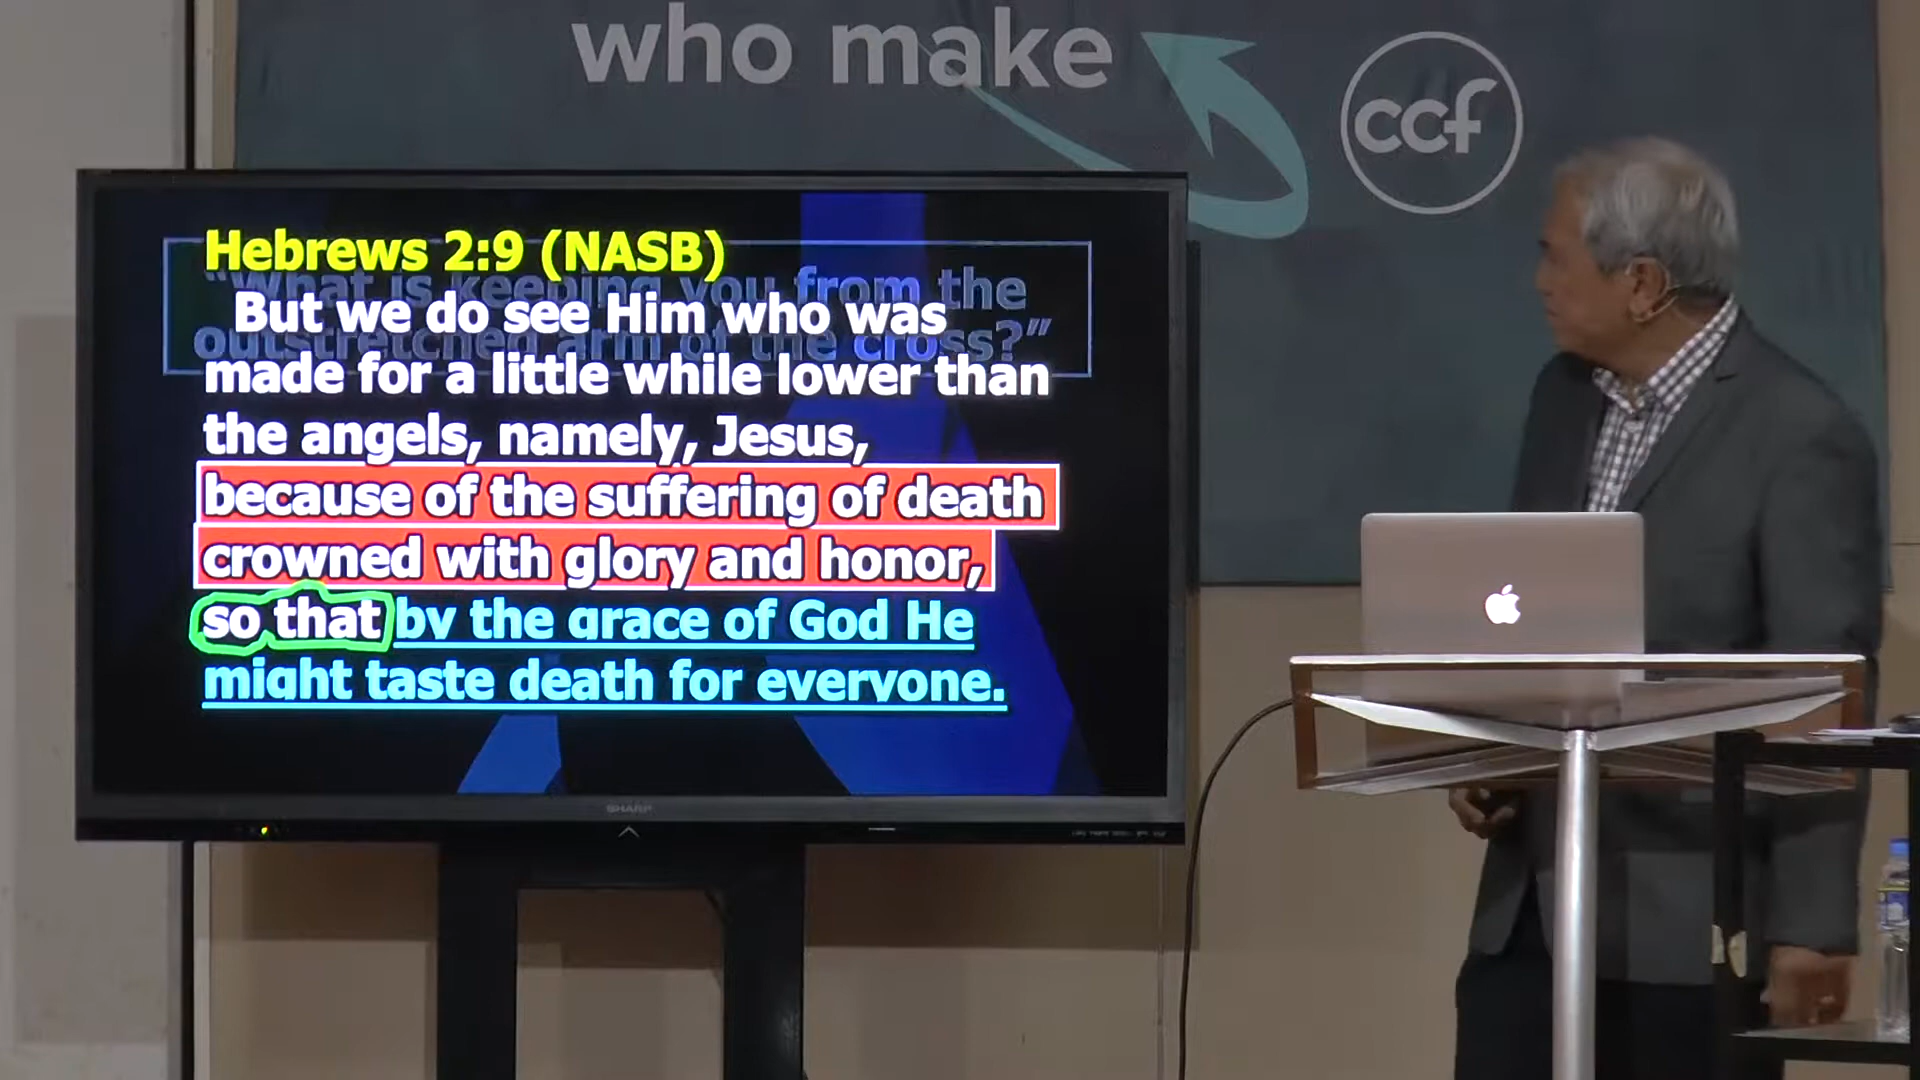 who make
ccf
Hebrews 2:9 (NASB)
"What is keeping you from the
outstretched arm of the cross?"
But we do see Him who was
made for a little while lower than
the angels, namely, Jesus,
because of the suffering of death
crowned with glory and honor,
so that by the grace of God He
might taste death for everyone.
SHARP